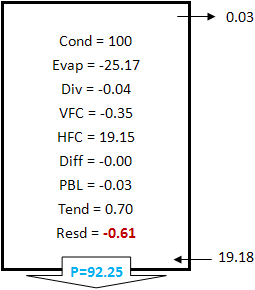 0.03
Cond = 100
Evap = -25.17
Div = -0.04
VFC = -0.35
HFC = 19.15
Diff = -0.00
PBL = -0.03
Tend = 0.70
Resd = -0.61
19.18
P=92.25